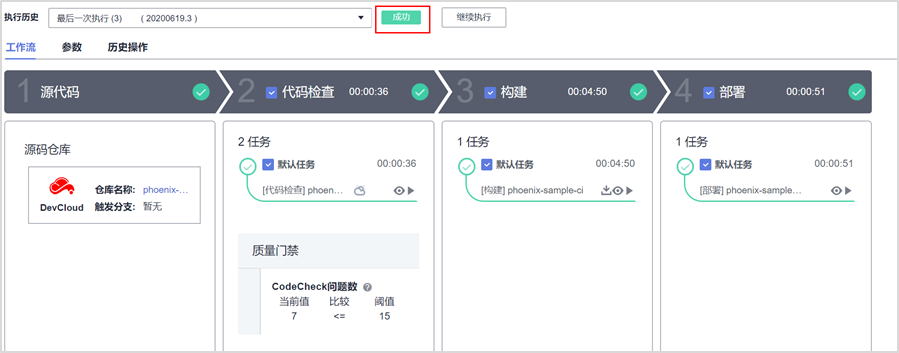 执行历史 最后一次执行 (3) ( 20200619.3 ) 成功 继续执行
工作流 参数 历史操作
1 源代码 2 代码检查 00:00:36 3 构建 00:04:50 4 部署 00:00:51
源码仓库
DevCloud
仓库名称: phoenix-...
触发分支: 暂无
2 任务
默认任务 00:00:36
[代码检查] phoen...
质量门禁
CodeCheck问题数 ?
当前值 比较 阈值
7 <= 15
1 任务
默认任务 00:04:50
[构建] phoenix-sample-ci
1 任务
默认任务 00:00:51
[部署] phoenix-sample...